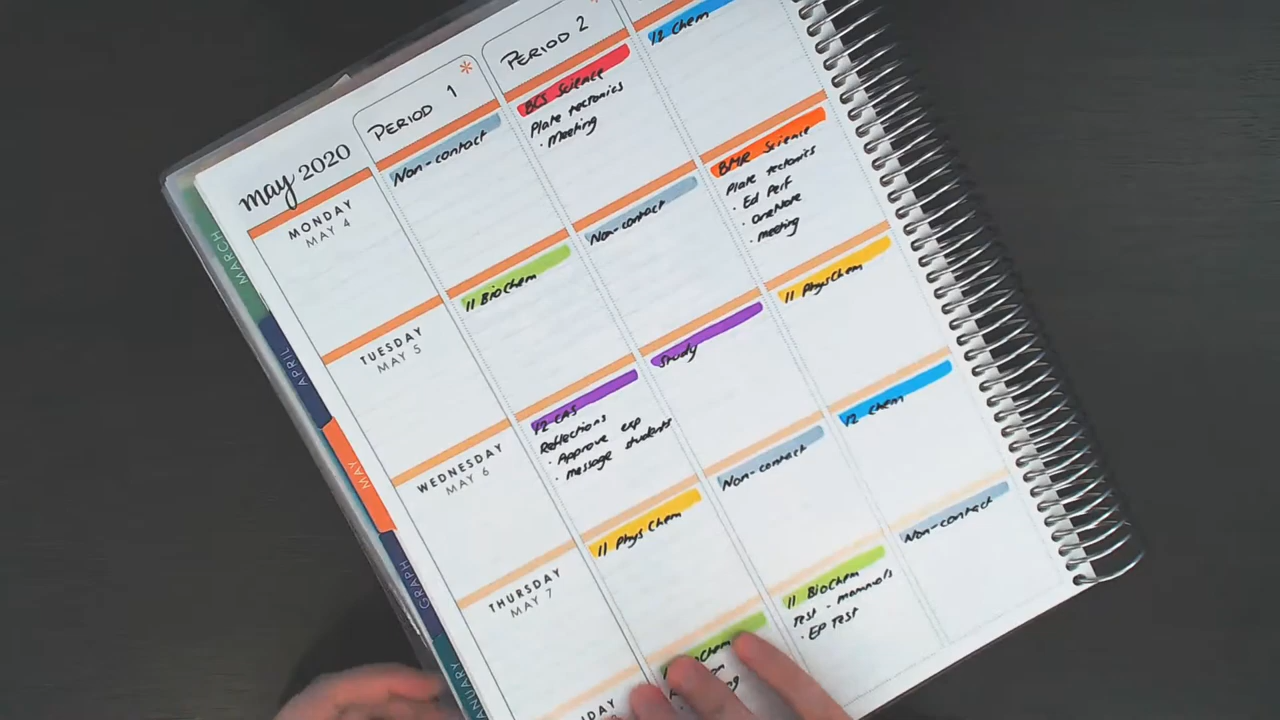 may 2020
PERIOD 1 *
PERIOD 2
MONDAY
MAY 4
Non-contact
BCS Science
Plate tectonics
· Meeting
12 Chem
TUESDAY
MAY 5
11 BioChem
Non-contact
BMR Science
Plate tectonics
· Ed Perf
· OneNote
· meeting
WEDNESDAY
MAY 6
12 CAS
Reflections
· Approve exp
· message students
Study
11 PhysChem
THURSDAY
MAY 7
11 Phys Chem
Non-contact
12 Chem
11 BioChem
Test - mammals
· EP Test
Non-contact
MARCH
APRIL
MAY
GRAPH